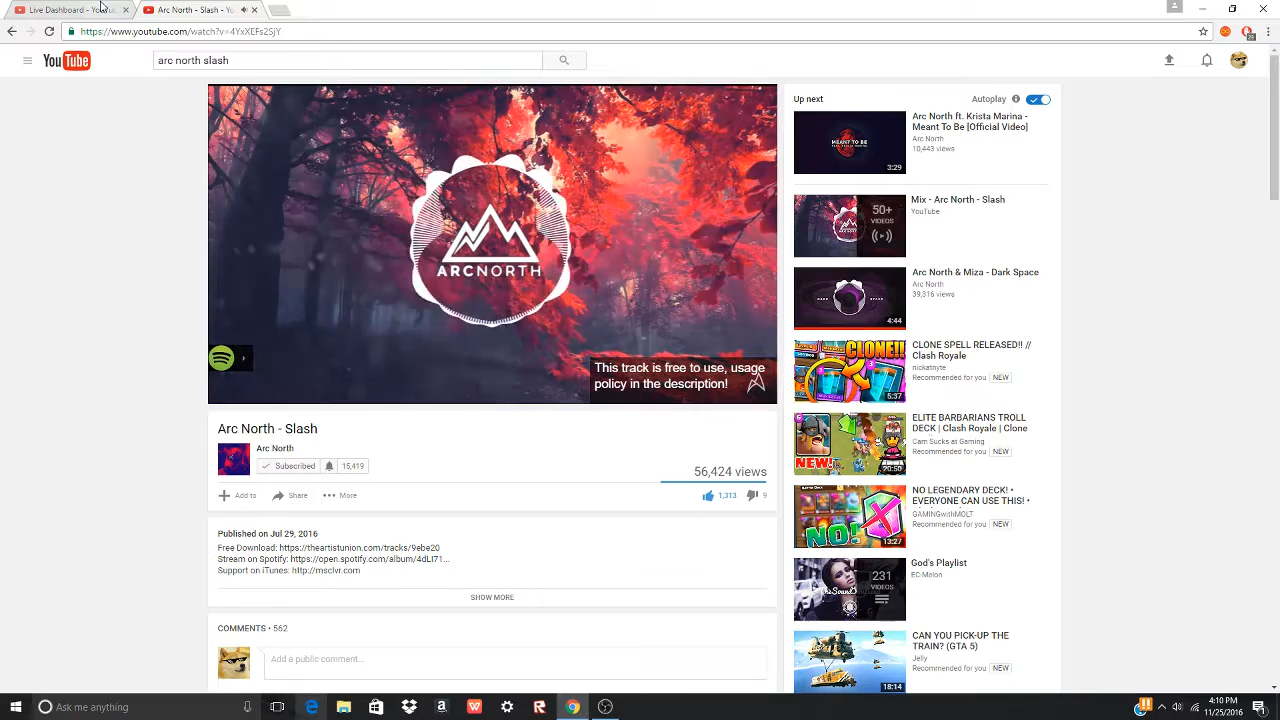 Live Dashboard - You
Arc North - Slash - Yo
https://www.youtube.com/watch?v=4YxXEFs2SjY
23
YouTube
arc north slash
ARCNORTH
This track is free to use, usage
policy in the description!
Arc North - Slash
Arc North
Subscribed
15,419
56,424 views
Add to
Share
More
1,313
9
Published on Jul 29, 2016
Free Download: https://theartistunion.com/tracks/9ebe20
Stream on Spotify: https://open.spotify.com/album/4dLI71...
Support on iTunes: http://msclvr.com
SHOW MORE
COMMENTS • 562
Add a public comment...
Up next
Autoplay
MEANT TO BE
3:29
Arc North ft. Krista Marina -
Meant To Be [Official Video]
Arc North
10,443 views
50+
VIDEOS
Mix - Arc North - Slash
YouTube
4:44
Arc North & Miza - Dark Space
Arc North
39,316 views
CLONE!!
5:37
CLONE SPELL RELEASED!! //
Clash Royale
nickatnyte
Recommended for you NEW
NEW!
20:50
ELITE BARBARIANS TROLL
DECK | Clash Royale | Clone
Cam Sucks at Gaming
Recommended for you NEW
NO!
13:27
NO LEGENDARY DECK! •
EVERYONE CAN USE THIS! •
GAMINGwithMOLT
Recommended for you NEW
231
VIDEOS
God's Playlist
EC-Melon
18:14
CAN YOU PICK-UP THE
TRAIN? (GTA 5)
Jelly
Recommended for you NEW
Ask me anything
4:10 PM
11/25/2016